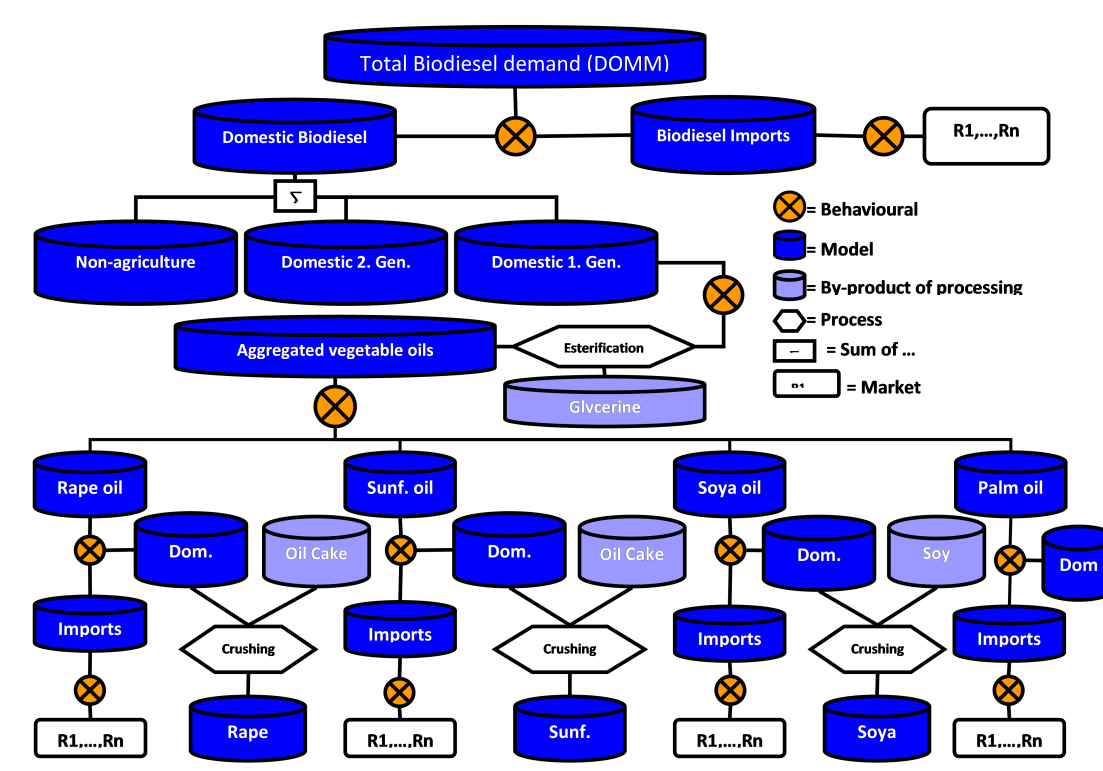 Total Biodiesel demand (DOMM)
Domestic Biodiesel
Biodiesel Imports
R1,...,Rn
= Behavioural
Non-agriculture
Domestic 2. Gen.
Domestic 1. Gen.
= Model
= By-product of processing
= Process
Aggregated vegetable oils
Esterification
= Sum of ...
= Market
Glycerine
Rape oil
Sunf. oil
Soya oil
Palm oil
Dom.
Oil Cake
Dom.
Oil Cake
Dom.
Soy
Dom
Imports
Imports
Imports
Imports
Crushing
Crushing
Crushing
R1,...,Rn
Rape
R1,...,Rn
Sunf.
R1,...,Rn
Soya
R1,...,Rn